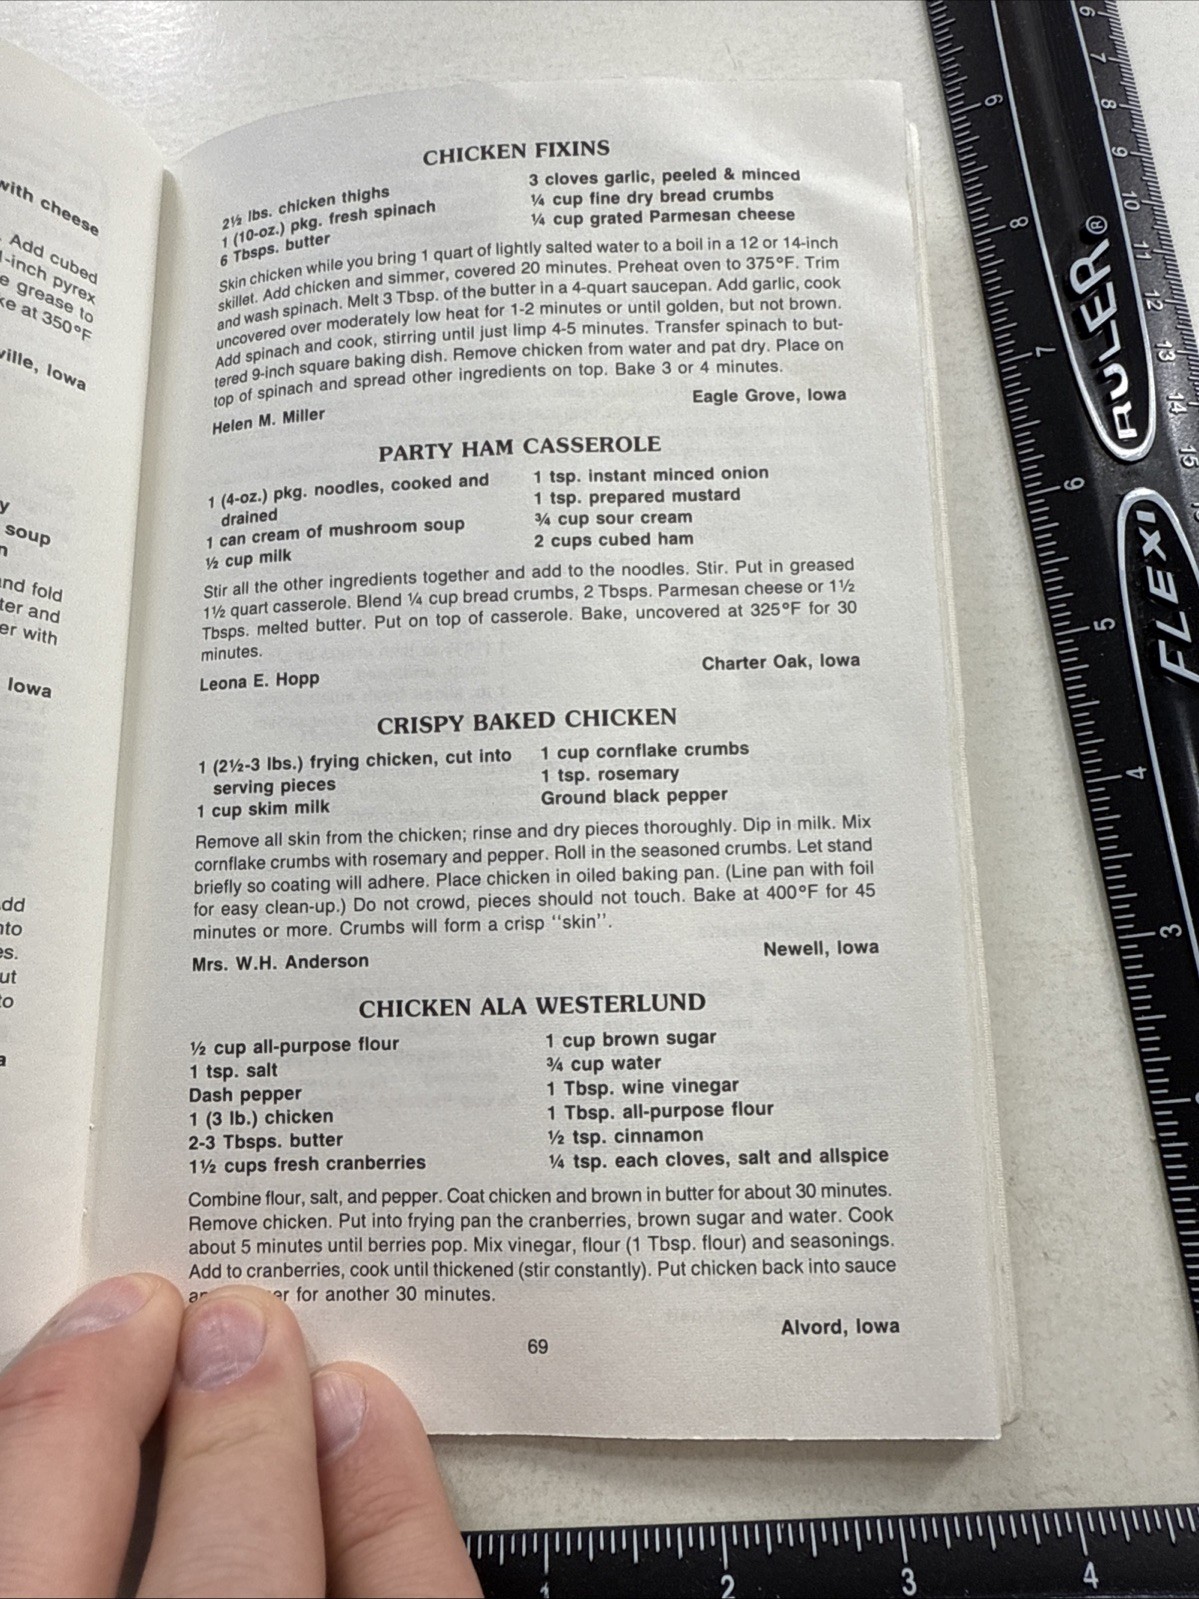 with cheese
. Add cubed
-inch pyrex
e grease to
ke at 350°F
ville, Iowa
y
soup
n
nd fold
ter and
er with
Iowa
dd
nto
es.
ut
to
a
CHICKEN FIXINS
2½ lbs. chicken thighs
1 (10-oz.) pkg. fresh spinach
6 Tbsps. butter
3 cloves garlic, peeled & minced
¼ cup fine dry bread crumbs
¼ cup grated Parmesan cheese
Skin chicken while you bring 1 quart of lightly salted water to a boil in a 12 or 14-inch
skillet. Add chicken and simmer, covered 20 minutes. Preheat oven to 375°F. Trim
and wash spinach. Melt 3 Tbsp. of the butter in a 4-quart saucepan. Add garlic, cook
uncovered over moderately low heat for 1-2 minutes or until golden, but not brown.
Add spinach and cook, stirring until just limp 4-5 minutes. Transfer spinach to but-
tered 9-inch square baking dish. Remove chicken from water and pat dry. Place on
top of spinach and spread other ingredients on top. Bake 3 or 4 minutes.
Helen M. Miller Eagle Grove, Iowa
PARTY HAM CASSEROLE
1 (4-oz.) pkg. noodles, cooked and
drained
1 can cream of mushroom soup
½ cup milk
1 tsp. instant minced onion
1 tsp. prepared mustard
¾ cup sour cream
2 cups cubed ham
Stir all the other ingredients together and add to the noodles. Stir. Put in greased
1½ quart casserole. Blend ¼ cup bread crumbs, 2 Tbsps. Parmesan cheese or 1½
Tbsps. melted butter. Put on top of casserole. Bake, uncovered at 325°F for 30
minutes.
Leona E. Hopp Charter Oak, Iowa
CRISPY BAKED CHICKEN
1 (2½-3 lbs.) frying chicken, cut into
serving pieces
1 cup skim milk
1 cup cornflake crumbs
1 tsp. rosemary
Ground black pepper
Remove all skin from the chicken; rinse and dry pieces thoroughly. Dip in milk. Mix
cornflake crumbs with rosemary and pepper. Roll in the seasoned crumbs. Let stand
briefly so coating will adhere. Place chicken in oiled baking pan. (Line pan with foil
for easy clean-up.) Do not crowd, pieces should not touch. Bake at 400°F for 45
minutes or more. Crumbs will form a crisp "skin".
Mrs. W.H. Anderson Newell, Iowa
CHICKEN ALA WESTERLUND
½ cup all-purpose flour
1 tsp. salt
Dash pepper
1 (3 lb.) chicken
2-3 Tbsps. butter
1½ cups fresh cranberries
1 cup brown sugar
¾ cup water
1 Tbsp. wine vinegar
1 Tbsp. all-purpose flour
½ tsp. cinnamon
¼ tsp. each cloves, salt and allspice
Combine flour, salt, and pepper. Coat chicken and brown in butter for about 30 minutes.
Remove chicken. Put into frying pan the cranberries, brown sugar and water. Cook
about 5 minutes until berries pop. Mix vinegar, flour (1 Tbsp. flour) and seasonings.
Add to cranberries, cook until thickened (stir constantly). Put chicken back into sauce
for another 30 minutes.
Alvord, Iowa
69
FLEXI RULER®
9
8
7
6
5
4
3
6
7
8
9
10
11
12
13
14
15
1
2
3
4